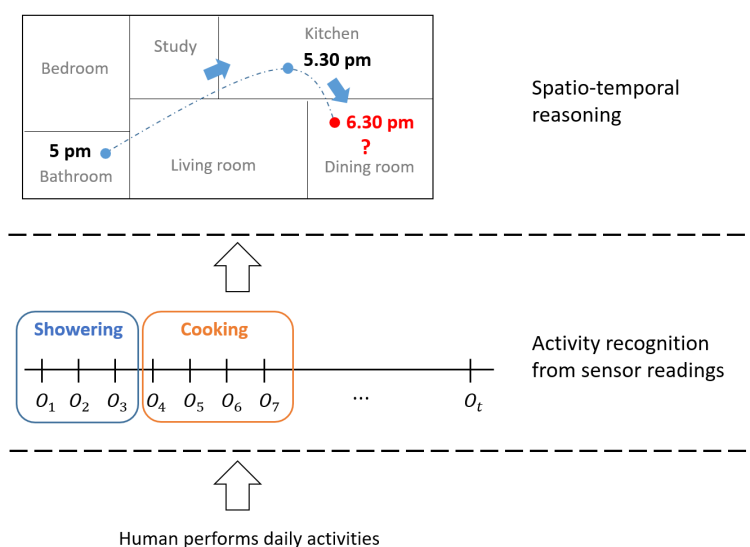 Study
Kitchen
5.30 pm
Bedroom
Spatio-temporal
reasoning
6.30 pm
?
5 pm
Bathroom
Living room
Dining room
Showering
Cooking
Activity recognition
from sensor readings
O₁ O₂ O₃ O₄ O₅ O₆ O₇ ... Oₜ
Human performs daily activities